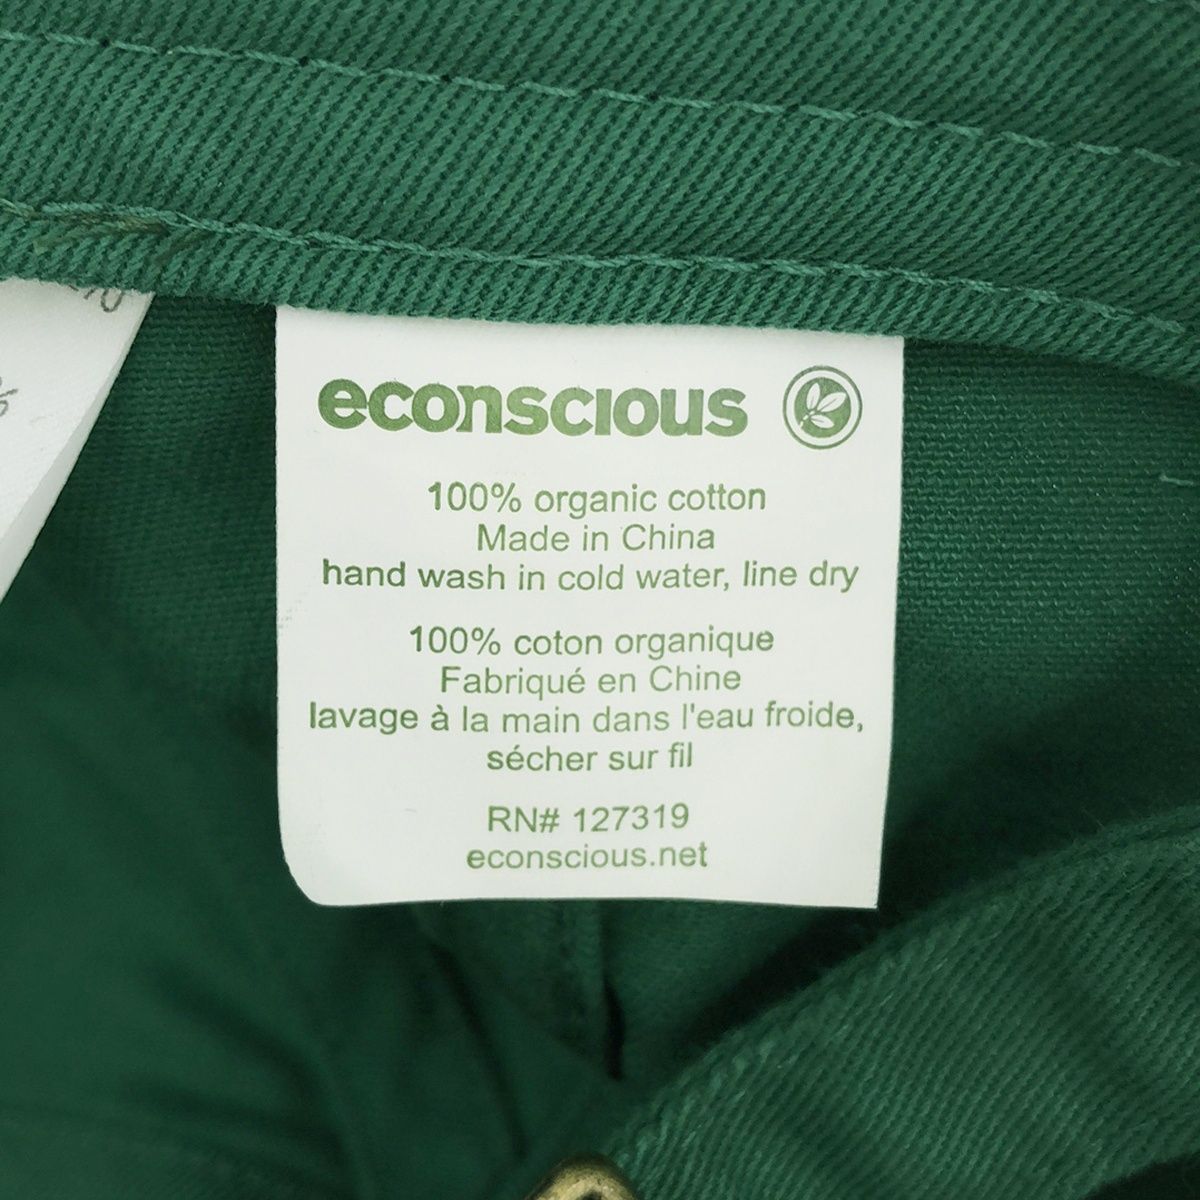 econscious
100% organic cotton
Made in China
hand wash in cold water, line dry
100% coton organique
Fabriqué en Chine
lavage à la main dans l'eau froide,
sécher sur fil
RN# 127319
econscious.net